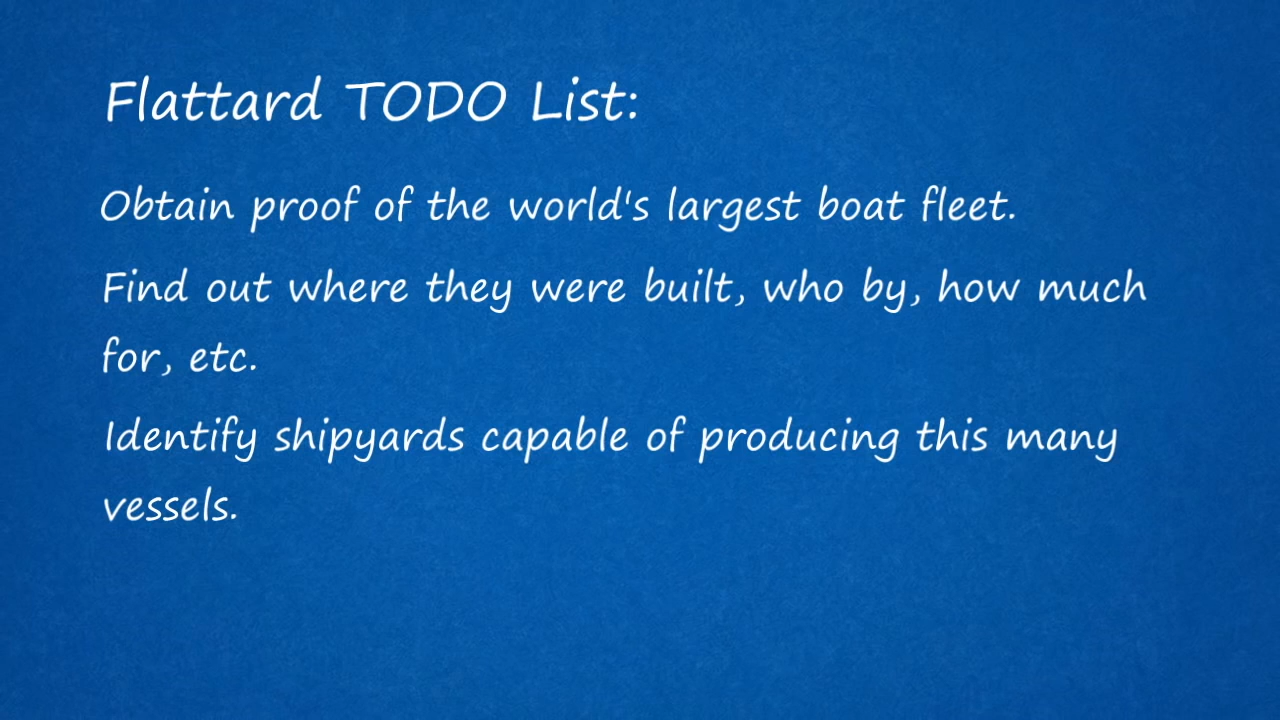 Flattard TODO List:
Obtain proof of the world's largest boat fleet.
Find out where they were built, who by, how much
for, etc.
Identify shipyards capable of producing this many
vessels.